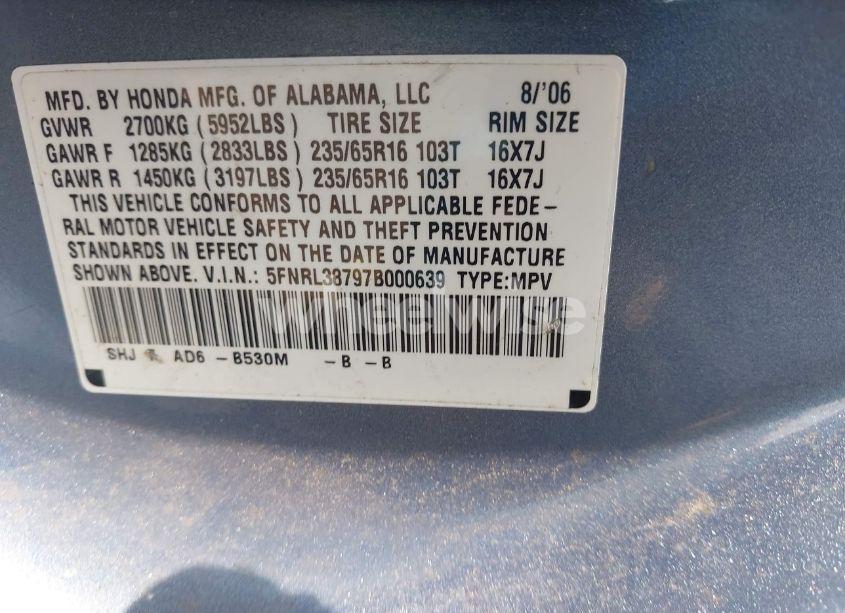 MFD. BY HONDA MFG. OF ALABAMA, LLC 8/'06
GVWR 2700KG (5952LBS) TIRE SIZE RIM SIZE
GAWR F 1285KG (2833LBS) 235/65R16 103T 16X7J
GAWR R 1450KG (3197LBS) 235/65R16 103T 16X7J
THIS VEHICLE CONFORMS TO ALL APPLICABLE FEDE-
RAL MOTOR VEHICLE SAFETY AND THEFT PREVENTION
STANDARDS IN EFFECT ON THE DATE OF MANUFACTURE
SHOWN ABOVE. V.I.N.: 5FNRL38797B000639 TYPE:MPV
wheelwise
SHJ AD6 -B530M -B -B